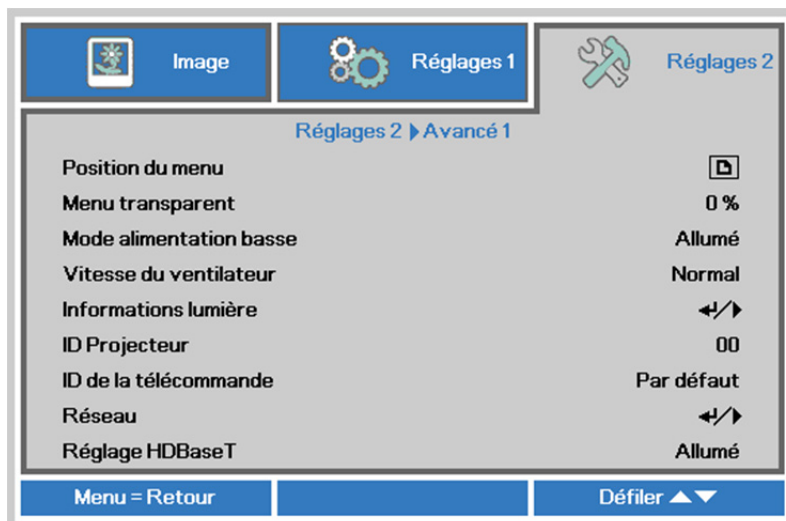 Image Réglages 1 Réglages 2
Réglages 2 ▶ Avancé 1
Position du menu
Menu transparent 0 %
Mode alimentation basse Allumé
Vitesse du ventilateur Normal
Informations lumière ↵/▶
ID Projecteur 00
ID de la télécommande Par défaut
Réseau ↵/▶
Réglage HDBaseT Allumé
Menu = Retour Défiler ▲▼